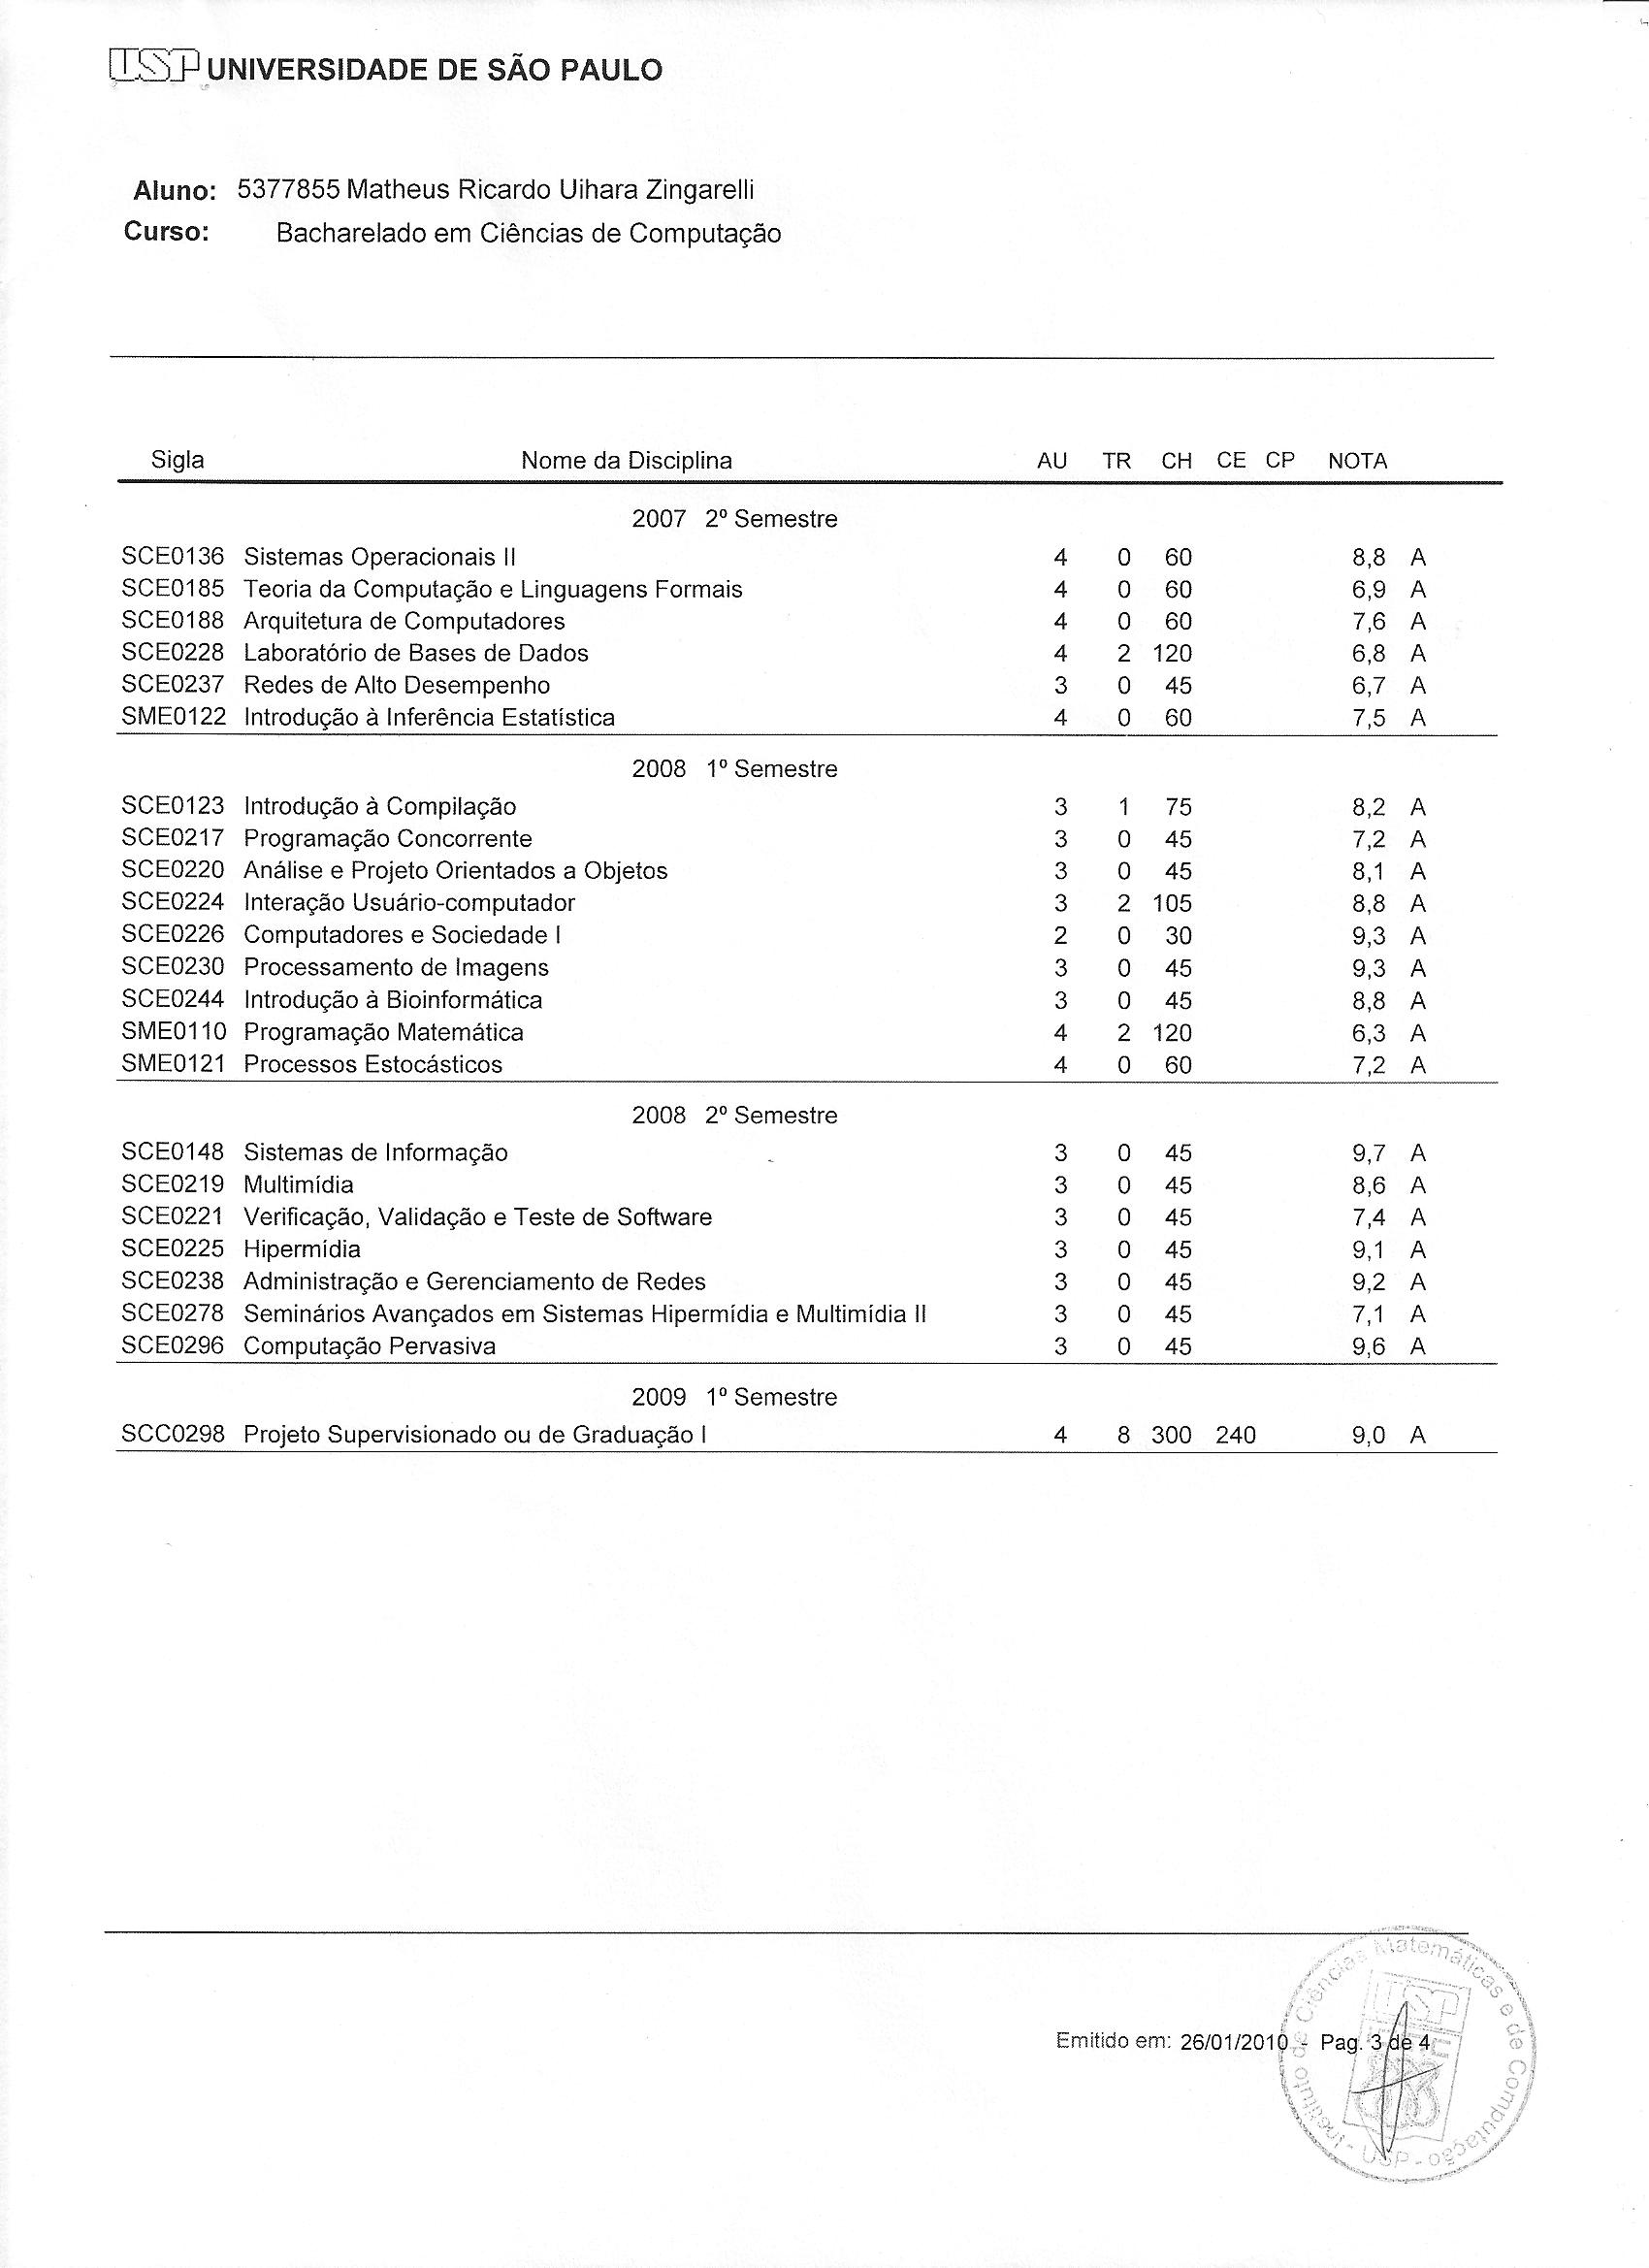 USP UNIVERSIDADE DE SÃO PAULO
Aluno: 5377855 Matheus Ricardo Uihara Zingarelli
Curso: Bacharelado em Ciências de Computação
Sigla Nome da Disciplina AU TR CH CE CP NOTA
2007 2º Semestre
SCE0136 Sistemas Operacionais II 4 0 60 8,8 A
SCE0185 Teoria da Computação e Linguagens Formais 4 0 60 6,9 A
SCE0188 Arquitetura de Computadores 4 0 60 7,6 A
SCE0228 Laboratório de Bases de Dados 4 2 120 6,8 A
SCE0237 Redes de Alto Desempenho 3 0 45 6,7 A
SME0122 Introdução à Inferência Estatística 4 0 60 7,5 A
2008 1º Semestre
SCE0123 Introdução à Compilação 3 1 75 8,2 A
SCE0217 Programação Concorrente 3 0 45 7,2 A
SCE0220 Análise e Projeto Orientados a Objetos 3 0 45 8,1 A
SCE0224 Interação Usuário-computador 3 2 105 8,8 A
SCE0226 Computadores e Sociedade I 2 0 30 9,3 A
SCE0230 Processamento de Imagens 3 0 45 9,3 A
SCE0244 Introdução à Bioinformática 3 0 45 8,8 A
SME0110 Programação Matemática 4 2 120 6,3 A
SME0121 Processos Estocásticos 4 0 60 7,2 A
2008 2º Semestre
SCE0148 Sistemas de Informação 3 0 45 9,7 A
SCE0219 Multimídia 3 0 45 8,6 A
SCE0221 Verificação, Validação e Teste de Software 3 0 45 7,4 A
SCE0225 Hipermídia 3 0 45 9,1 A
SCE0238 Administração e Gerenciamento de Redes 3 0 45 9,2 A
SCE0278 Seminários Avançados em Sistemas Hipermídia e Multimídia II 3 0 45 7,1 A
SCE0296 Computação Pervasiva 3 0 45 9,6 A
2009 1º Semestre
SCC0298 Projeto Supervisionado ou de Graduação I 4 8 300 240 9,0 A
Emitido em: 26/01/2010 - Pag. 3 de 4
Instituto de Ciências Matemáticas e de Computação - USP -
USP